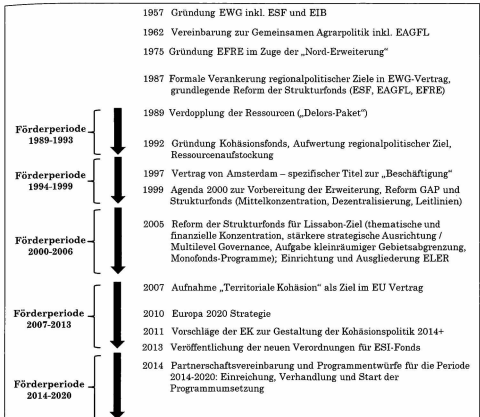 1957 Gründung EWG inkl. ESF und EIB
1962 Vereinbarung zur Gemeinsamen Agrarpolitik inkl. EAGFL
1975 Gründung EFRE im Zuge der „Nord-Erweiterung“
1987 Formale Verankerung regionalpolitischer Ziele in EWG-Vertrag,
grundlegende Reform der Strukturfonds (ESF, EAGFL, EFRE)
1989 Verdopplung der Ressourcen („Delors-Paket“)
Förderperiode
1989-1993
1992 Gründung Kohäsionsfonds, Aufwertung regionalpolitischer Ziel,
Ressourcenaufstockung
Förderperiode
1994-1999
1997 Vertrag von Amsterdam – spezifischer Titel zur „Beschäftigung“
1999 Agenda 2000 zur Vorbereitung der Erweiterung, Reform GAP und
Strukturfonds (Mittelkonzentration, Dezentralisierung, Leitlinien)
Förderperiode
2000-2006
2005 Reform der Strukturfonds für Lissabon-Ziel (thematische und
finanzielle Konzentration, stärkere strategische Ausrichtung /
Multilevel Governance, Aufgabe kleinräumiger Gebietsabgrenzung,
Monofonds-Programme); Einrichtung und Ausgliederung ELER
Förderperiode
2007-2013
2007 Aufnahme „Territoriale Kohäsion“ als Ziel im EU Vertrag
2010 Europa 2020 Strategie
2011 Vorschläge der EK zur Gestaltung der Kohäsionspolitik 2014+
2013 Veröffentlichung der neuen Verordnungen für ESI-Fonds
Förderperiode
2014-2020
2014 Partnerschaftsvereinbarung und Programmentwürfe für die Periode
2014-2020: Einreichung, Verhandlung und Start der
Programmumsetzung